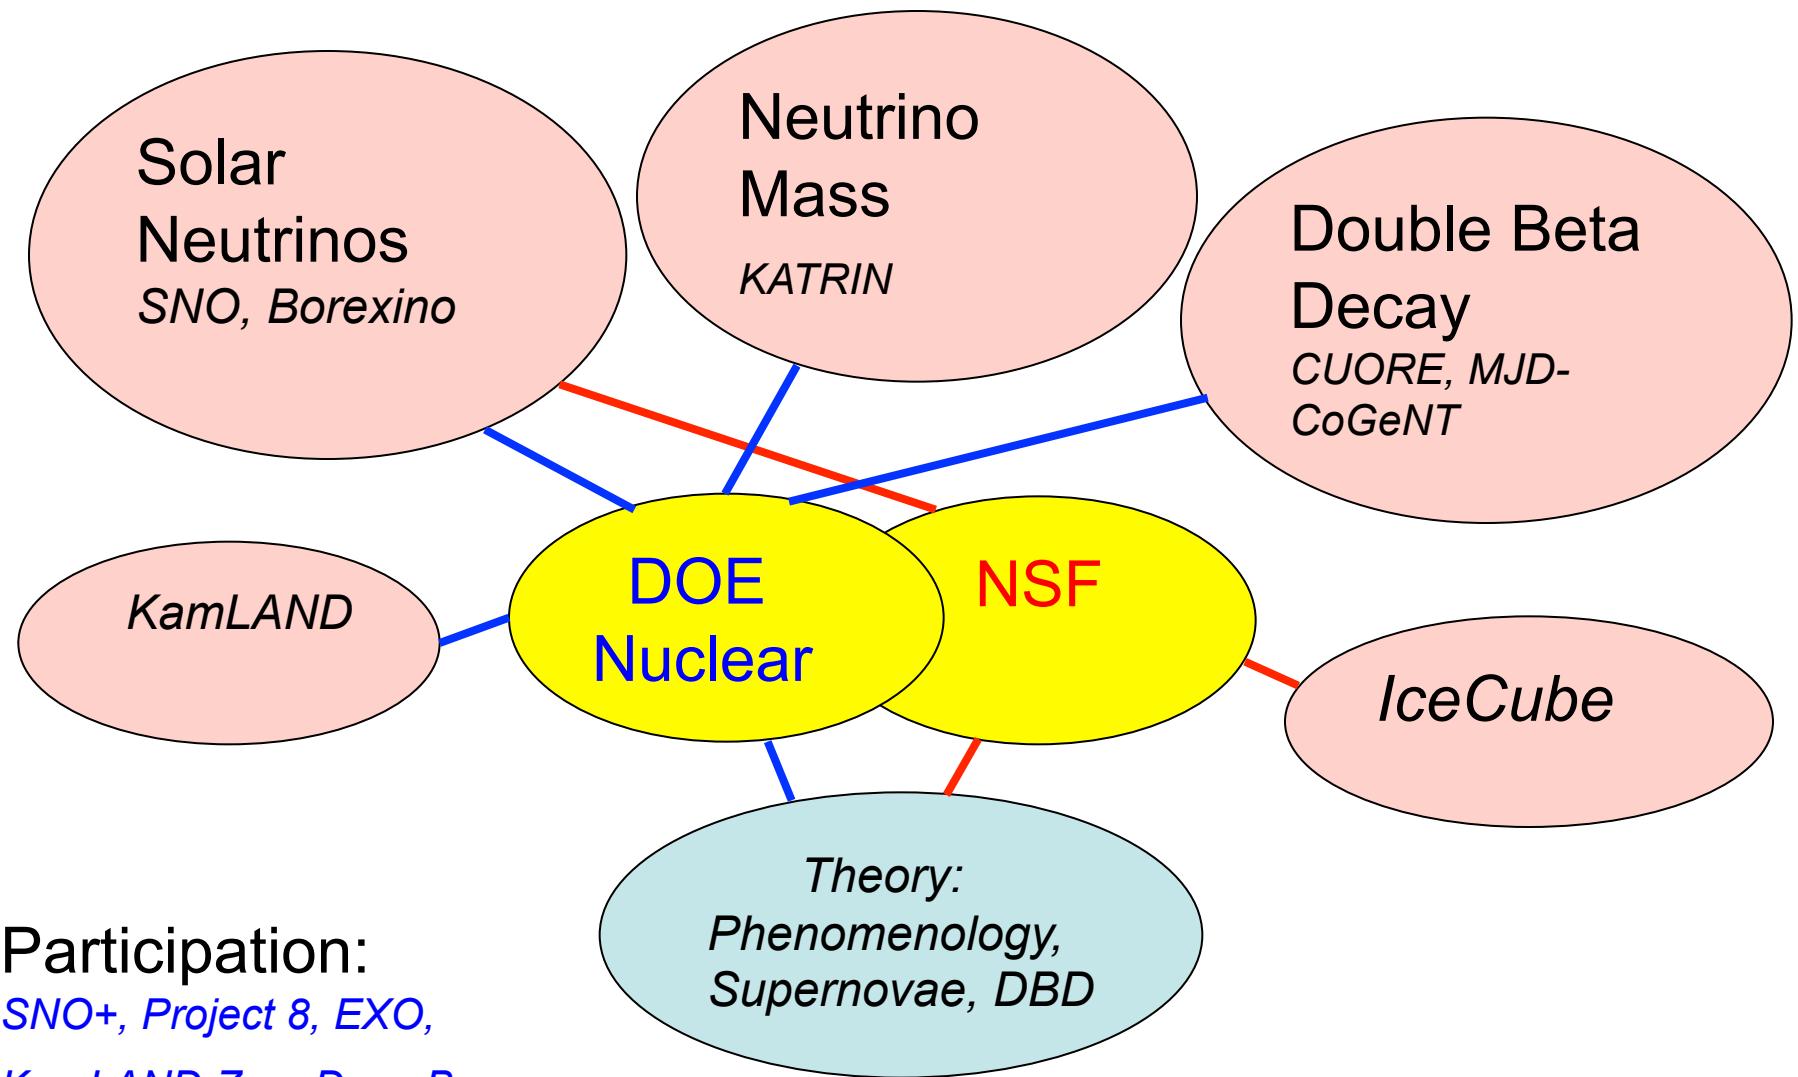 Solar
Neutrinos
SNO, Borexino
Neutrino
Mass
KATRIN
Double Beta
Decay
CUORE, MJD-
CoGeNT
KamLAND
DOE
Nuclear
NSF
IceCube
Theory:
Phenomenology,
Supernovae, DBD
Participation:
SNO+, Project 8, EXO,